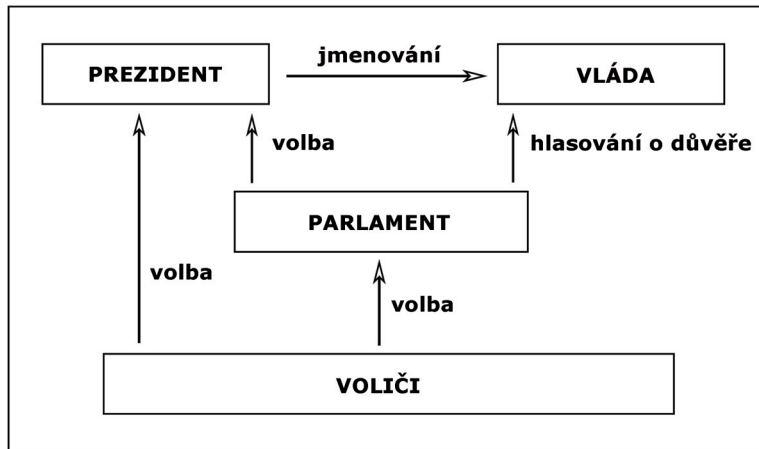 jmenování
PREZIDENT
VLÁDA
volba
hlasování o důvěře
PARLAMENT
volba
volba
VOLIČI